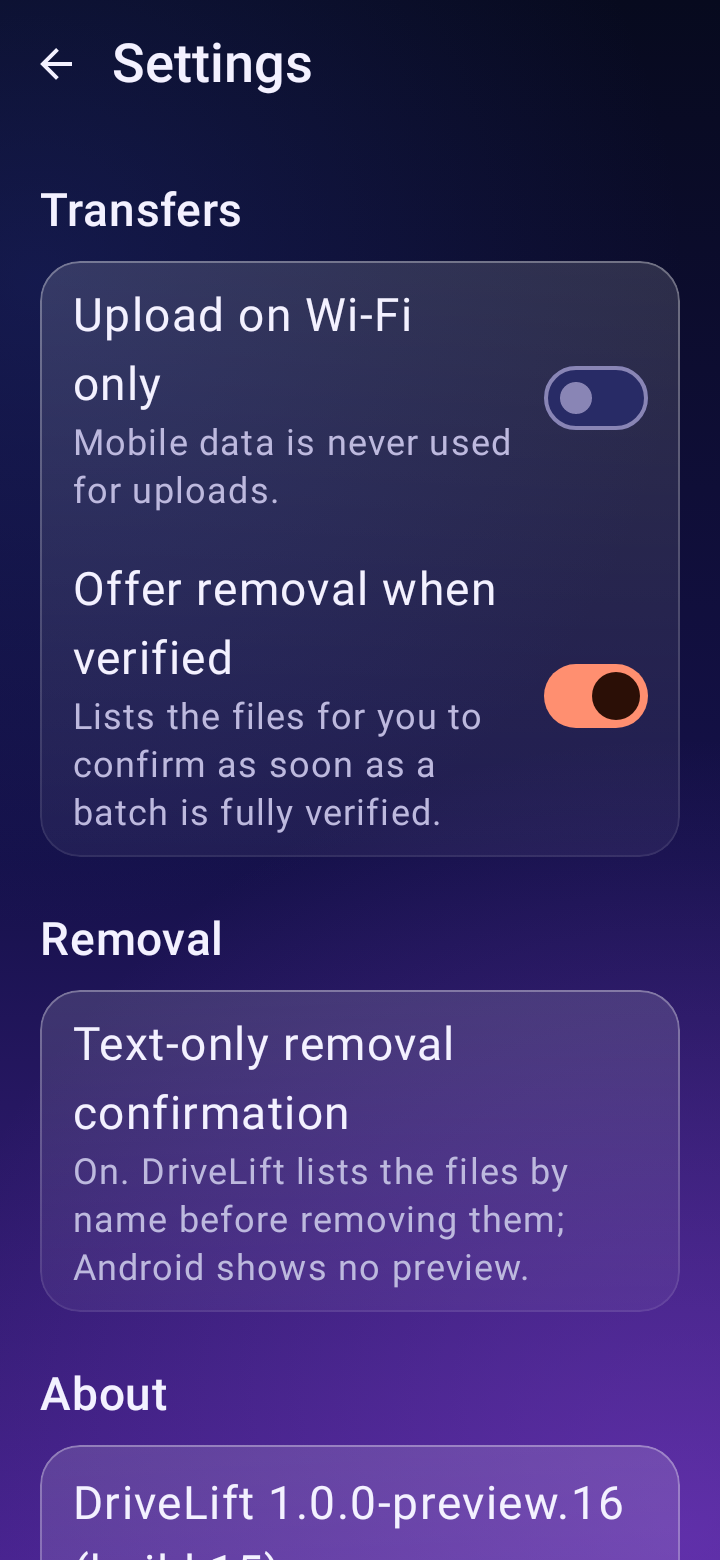 Settings
Transfers
Upload on Wi-Fi
only
Mobile data is never used
for uploads.
Offer removal when
verified
Lists the files for you to
confirm as soon as a
batch is fully verified.
Removal
Text-only removal
confirmation
On. DriveLift lists the files by
name before removing them;
Android shows no preview.
About
DriveLift 1.0.0-preview.16
(build 15)